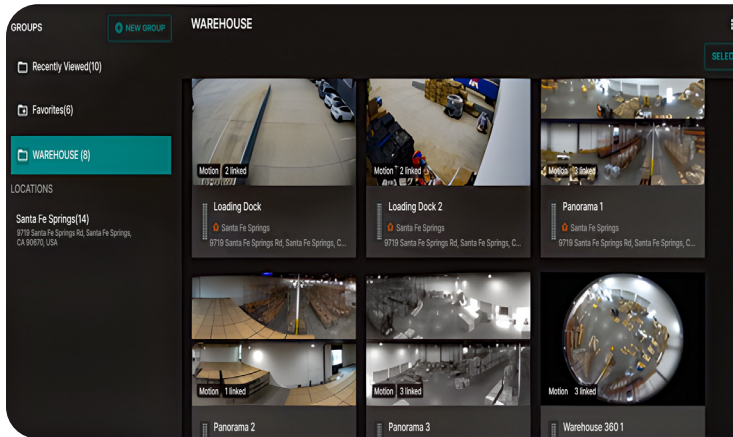 GROUPS
NEW GROUP
WAREHOUSE
SELEC
Recently Viewed(10)
Favorites(6)
WAREHOUSE (8)
LOCATIONS
Santa Fe Springs(14)
9719 Santa Fe Springs Rd, Santa Fe Springs,
CA 90670, USA
Motion 2 linked
Motion 2 linked
Motion 3 linked
Loading Dock
Loading Dock 2
Panorama 1
Santa Fe Springs
Santa Fe Springs
Santa Fe Springs
9719 Santa Fe Springs Rd, Santa Fe Springs, C...
9719 Santa Fe Springs Rd, Santa Fe Springs, C...
9719 Santa Fe Springs Rd, Santa Fe Springs, C...
Motion 1 linked
Motion 3 linked
Motion 3 linked
Panorama 2
Panorama 3
Warehouse 360 1